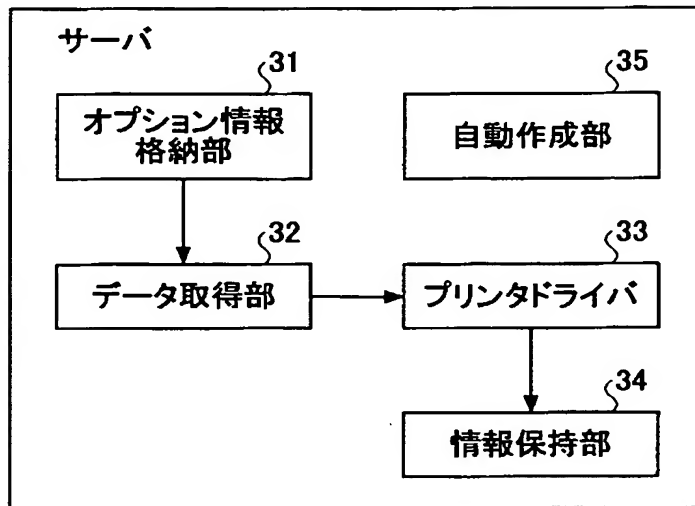 サーバ
31
オプション情報
格納部
35
自動作成部
32
データ取得部
33
プリンタドライバ
34
情報保持部